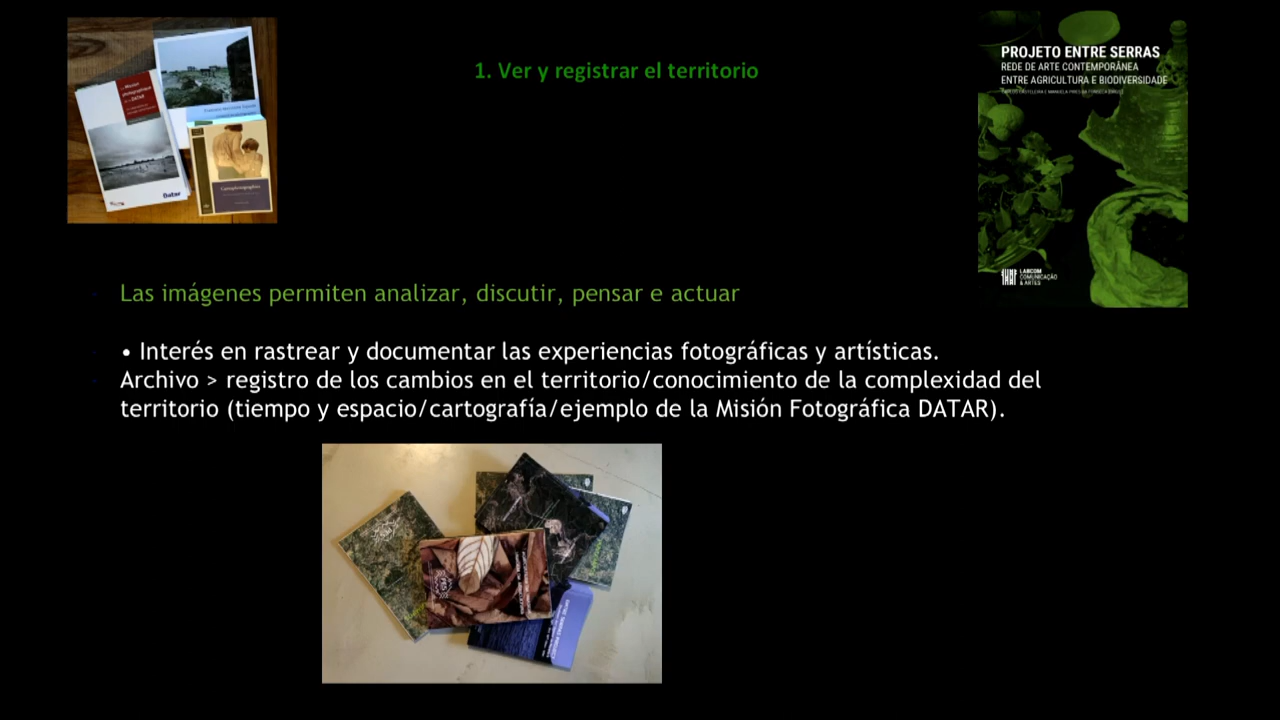 1. Ver y registrar el territorio
PROJETO ENTRE SERRAS
REDE DE ARTE CONTEMPORÂNEA
ENTRE AGRICULTURA E BIODIVERSIDADE
LABCOM
COMUNICAÇÃO
& ARTES
Datar
Las imágenes permiten analizar, discutir, pensar e actuar
• Interés en rastrear y documentar las experiencias fotográficas y artísticas.
Archivo > registro de los cambios en el territorio/conocimiento de la complexidad del
territorio (tiempo y espacio/cartografía/ejemplo de la Misión Fotográfica DATAR).